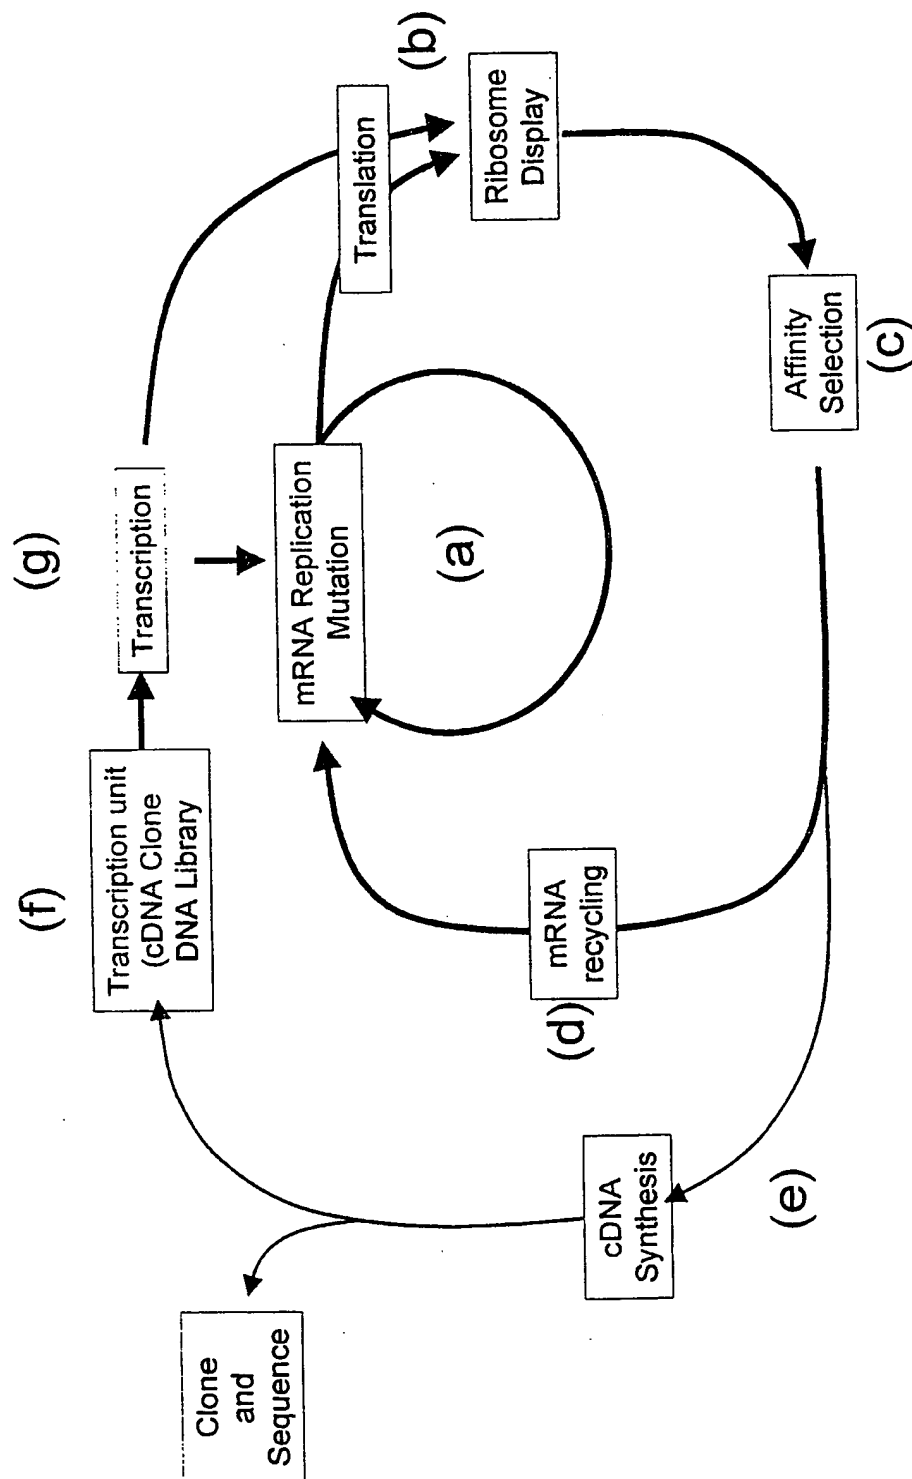 (f)
Transcription unit
(cDNA Clone
DNA Library
(g)
Transcription
Translation
(b)
Ribosome
Display
mRNA Replication
Mutation
(a)
Affinity
Selection
(c)
mRNA
recycling
(d)
cDNA
Synthesis
(e)
Clone
and
Sequence